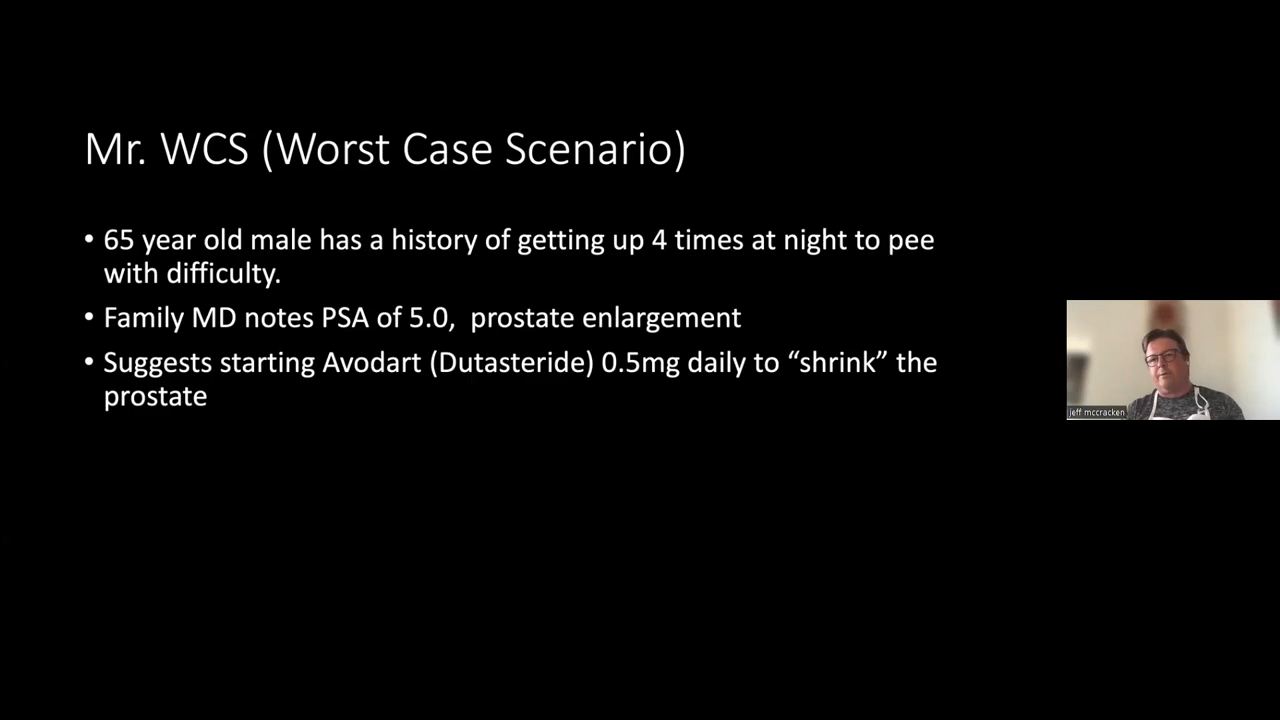 Mr. WCS (Worst Case Scenario)
• 65 year old male has a history of getting up 4 times at night to pee
with difficulty.
• Family MD notes PSA of 5.0,  prostate enlargement
• Suggests starting Avodart (Dutasteride) 0.5mg daily to “shrink” the
prostate
jeff mccracken